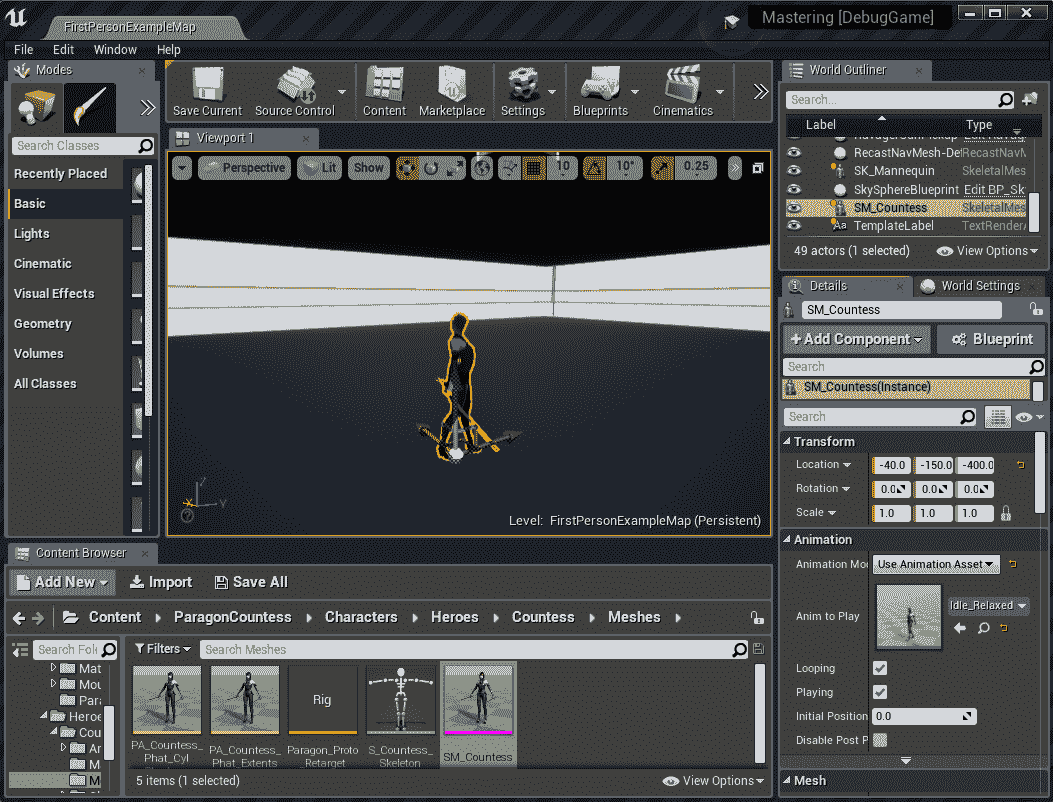 FirstPersonExampleMap
Mastering [DebugGame]
File Edit Window Help
Modes
Search Classes
Recently Placed
Basic
Lights
Cinematic
Visual Effects
Geometry
Volumes
All Classes
Save Current Source Control Content Marketplace Settings Blueprints Cinematics
Viewport 1
Perspective Lit Show 10 10° 0.25
Z
Y
Level: FirstPersonExampleMap (Persistent)
World Outliner
Search...
Label Type
RecastNavMesh-De RecastNavM
SK_Mannequin SkeletalMes
SkySphereBlueprint Edit BP_Sk
SM_Countess SkeletalMes
Aa TemplateLabel TextRender
49 actors (1 selected) View Options
Details World Settings
SM_Countess
+Add Component Blueprint
Search
SM_Countess(Instance)
Search
Transform
Location -40.0 -150.0 -400.0
Rotation 0.0 0.0 0.0
Scale 1.0 1.0 1.0
Animation
Animation Mo Use Animation Asset
Anim to Play Idle_Relaxed
Looping
Playing
Initial Position 0.0
Disable Post P
Mesh
Content Browser
Add New Import Save All
Content ParagonCountess Characters Heroes Countess Meshes
Search Fol
Mat
Mou
Para
Heroe
Cou
M
Filters Search Meshes
Rig
PA_Countess_Phat_Cyl
PA_Countess_Phat_Extents
Paragon_Proto_Retarget
S_Countess_Skeleton
SM_Countess
5 items (1 selected) View Options